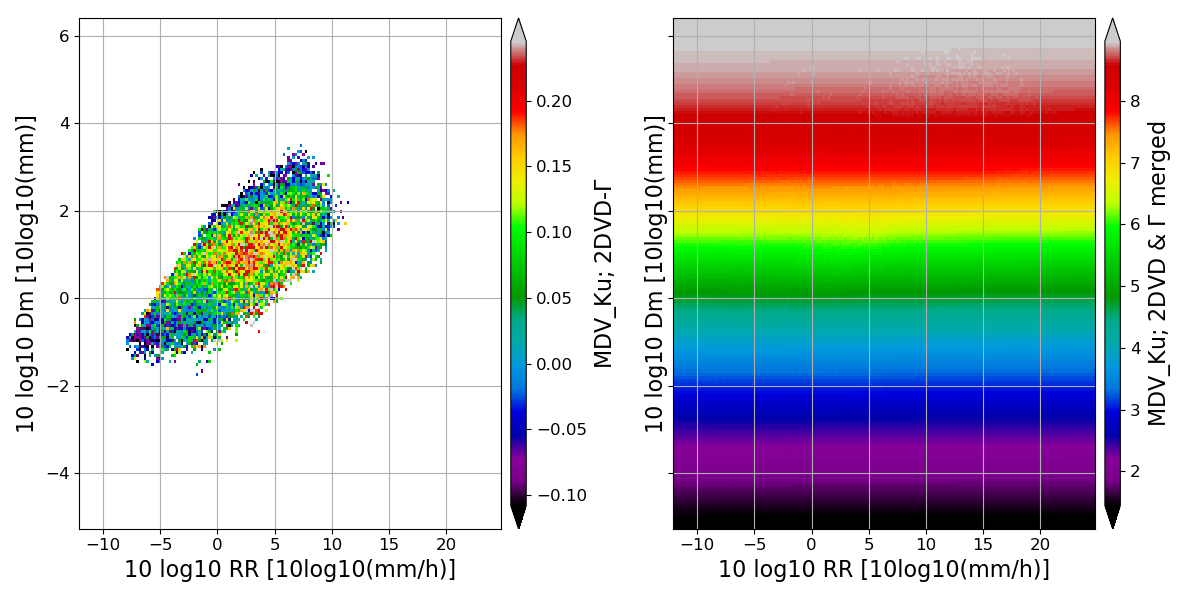 10 log10 Dm [10log10(mm)]
6
4
2
0
−2
−4
−10 −5 0 5 10 15 20
10 log10 RR [10log10(mm/h)]
0.20
0.15
0.10
0.05
0.00
−0.05
−0.10
MDV_Ku; 2DVD-Γ
10 log10 Dm [10log10(mm)]
−10 −5 0 5 10 15 20
10 log10 RR [10log10(mm/h)]
8
7
6
5
4
3
2
MDV_Ku; 2DVD & Γ merged